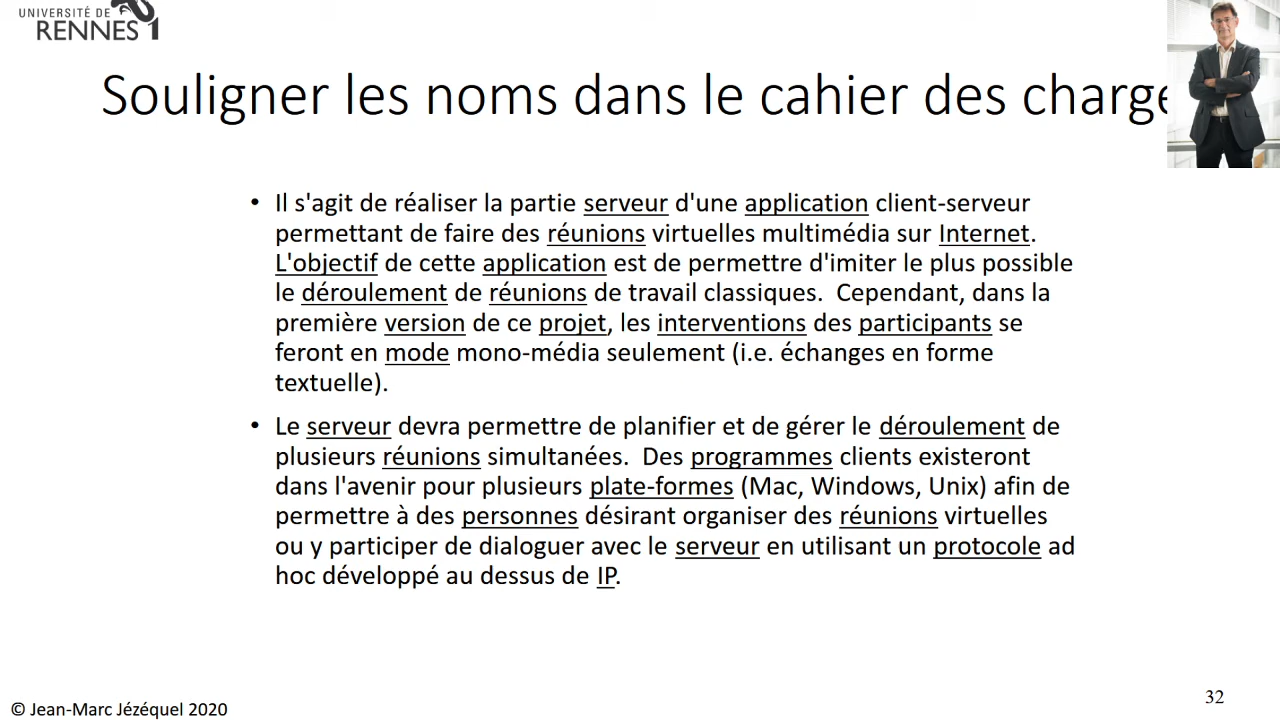 UNIVERSITÉ DE
RENNES 1
Souligner les noms dans le cahier des charge
• Il s'agit de réaliser la partie serveur d'une application client-serveur
permettant de faire des réunions virtuelles multimédia sur Internet.
L'objectif de cette application est de permettre d'imiter le plus possible
le déroulement de réunions de travail classiques.  Cependant, dans la
première version de ce projet, les interventions des participants se
feront en mode mono-média seulement (i.e. échanges en forme
textuelle).
• Le serveur devra permettre de planifier et de gérer le déroulement de
plusieurs réunions simultanées.  Des programmes clients existeront
dans l'avenir pour plusieurs plate-formes (Mac, Windows, Unix) afin de
permettre à des personnes désirant organiser des réunions virtuelles
ou y participer de dialoguer avec le serveur en utilisant un protocole ad
hoc développé au dessus de IP.
© Jean-Marc Jézéquel 2020
32